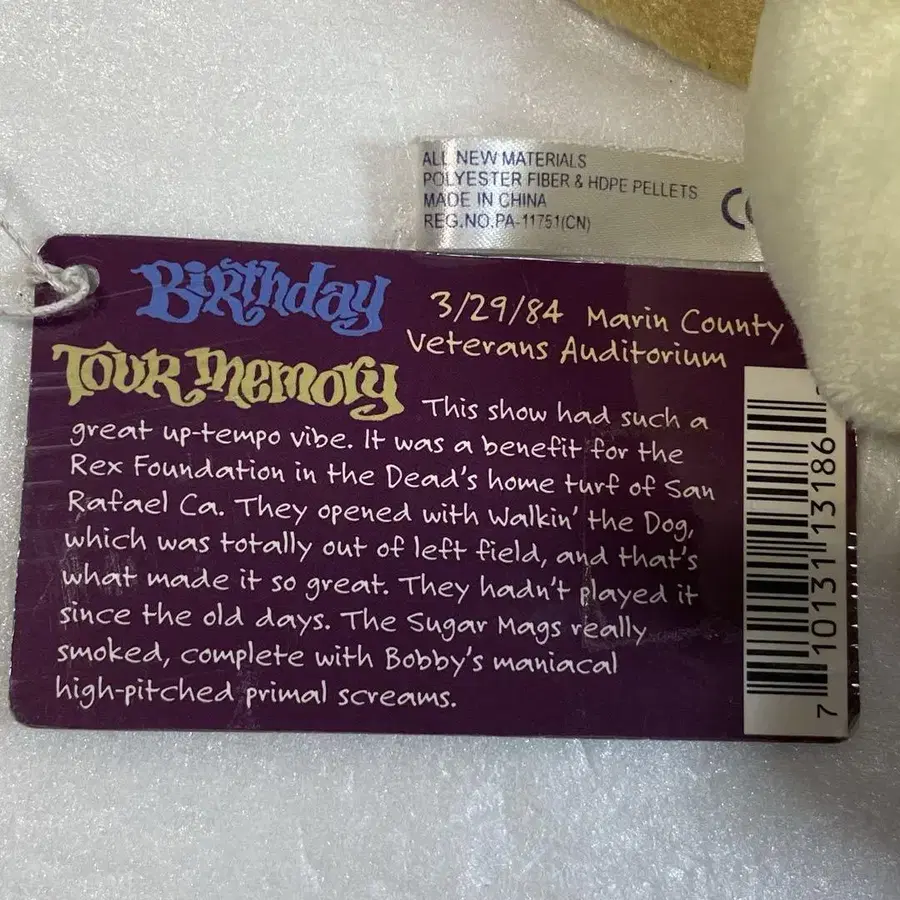 ALL NEW MATERIALS
POLYESTER FIBER & HDPE PELLETS
MADE IN CHINA
REG.NO.PA-11751(CN)
CE
Birthday
3/29/84 Marin County
Veterans Auditorium
Tour Memory
This show had such a
great up-tempo vibe. It was a benefit for the
Rex Foundation in the Dead's home turf of San
Rafael Ca. They opened with Walkin' the Dog,
which was totally out of left field, and that's
what made it so great. They hadn't played it
since the old days. The Sugar Mags really
smoked, complete with Bobby's maniacal
high-pitched primal screams.
7 10131 13186